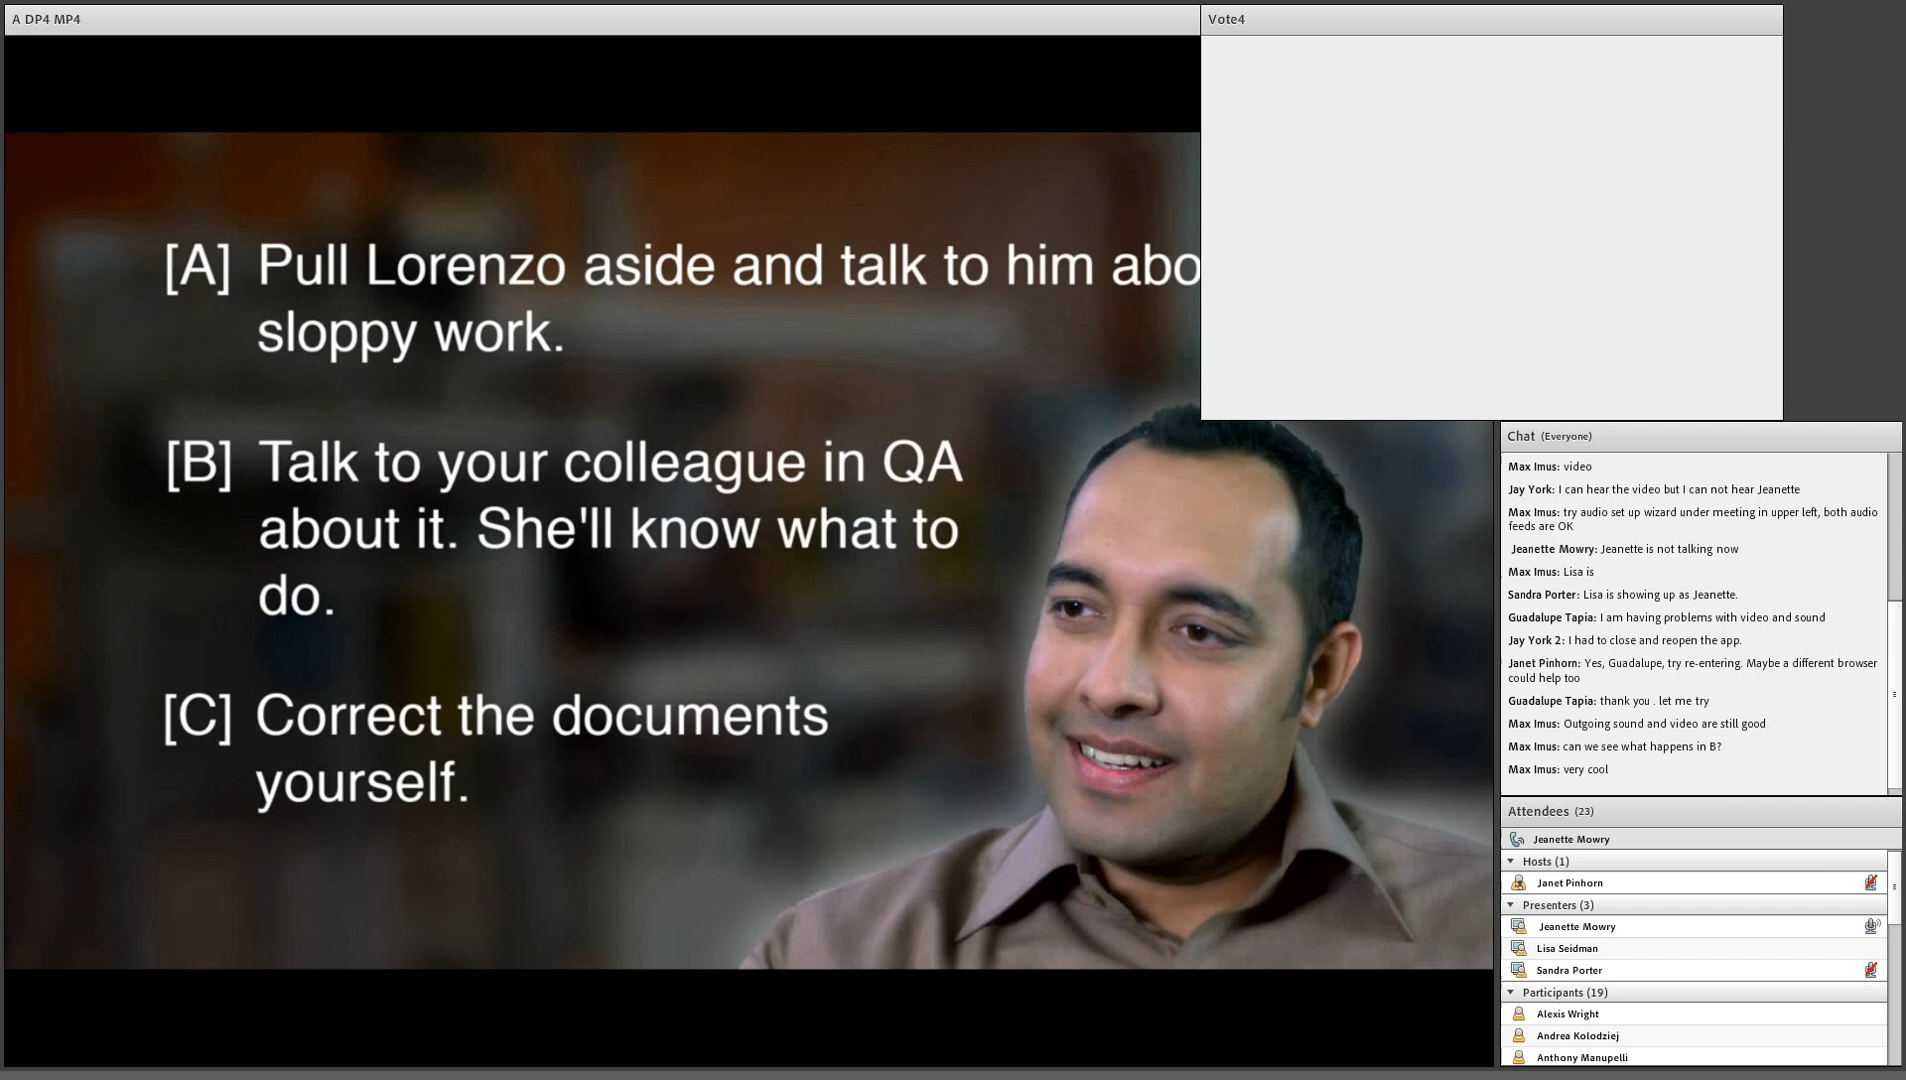 A DP4 MP4
Vote4
[A] Pull Lorenzo aside and talk to him abo
sloppy work.
[B] Talk to your colleague in QA
about it. She'll know what to
do.
[C] Correct the documents
yourself.
Chat (Everyone)
Max Imus: video
Jay York: I can hear the video but I can not hear Jeanette
Max Imus: try audio set up wizard under meeting in upper left, both audio
feeds are OK
Jeanette Mowry: Jeanette is not talking now
Max Imus: Lisa is
Sandra Porter: Lisa is showing up as Jeanette.
Guadalupe Tapia: I am having problems with video and sound
Jay York 2: I had to close and reopen the app.
Janet Pinhorn: Yes, Guadalupe, try re-entering. Maybe a different browser
could help too
Guadalupe Tapia: thank you . let me try
Max Imus: Outgoing sound and video are still good
Max Imus: can we see what happens in B?
Max Imus: very cool
Attendees (23)
Jeanette Mowry
Hosts (1)
Janet Pinhorn
Presenters (3)
Jeanette Mowry
Lisa Seidman
Sandra Porter
Participants (19)
Alexis Wright
Andrea Kolodziej
Anthony Manupelli